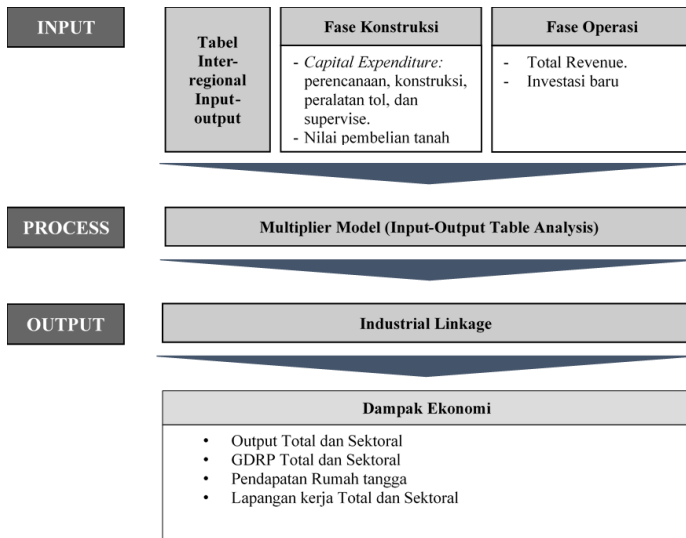 INPUT
Tabel
Inter-
regional
Input-
output
Fase Konstruksi
- Capital Expenditure:
perencanaan, konstruksi,
peralatan tol, dan
supervise.
- Nilai pembelian tanah
Fase Operasi
- Total Revenue.
- Investasi baru
PROCESS
Multiplier Model (Input-Output Table Analysis)
OUTPUT
Industrial Linkage
Dampak Ekonomi
• Output Total dan Sektoral
• GDRP Total dan Sektoral
• Pendapatan Rumah tangga
• Lapangan kerja Total dan Sektoral